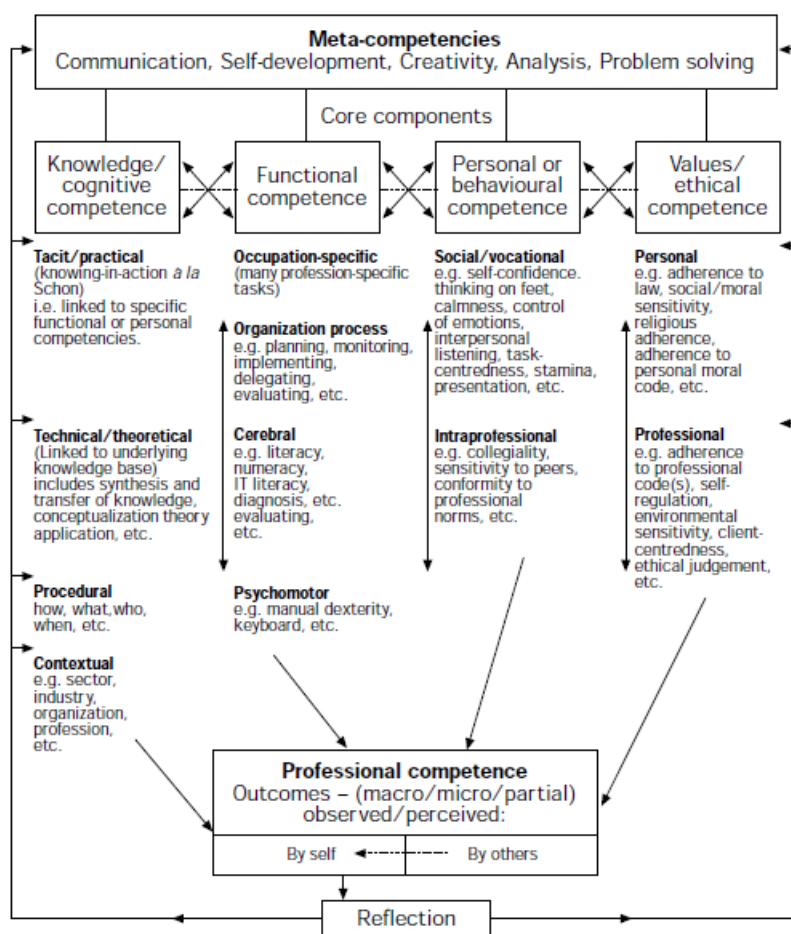 Meta-competencies
Communication, Self-development, Creativity, Analysis, Problem solving
Core components
Knowledge/
cognitive
competence
Functional
competence
Personal or
behavioural
competence
Values/
ethical
competence
Tacit/practical
(knowing-in-action à la
Schon)
i.e. linked to specific
functional or personal
competencies.
Technical/theoretical
(Linked to underlying
knowledge base)
includes synthesis and
transfer of knowledge,
conceptualization theory
application, etc.
Procedural
how, what,who,
when, etc.
Contextual
e.g. sector,
industry,
organization,
profession,
etc.
Occupation-specific
(many profession-specific
tasks)
Organization process
e.g. planning, monitoring,
implementing,
delegating,
evaluating, etc.
Cerebral
e.g. literacy,
numeracy,
IT literacy,
diagnosis, etc.
evaluating,
etc.
Psychomotor
e.g. manual dexterity,
keyboard, etc.
Social/vocational
e.g. self-confidence.
thinking on feet,
calmness, control
of emotions,
interpersonal
listening, task-
centredness, stamina,
presentation, etc.
Intraprofessional
e.g. collegiality,
sensitivity to peers,
conformity to
professional
norms, etc.
Personal
e.g. adherence to
law, social/moral
sensitivity,
religious
adherence,
adherence to
personal moral
code, etc.
Professional
e.g. adherence
to professional
code(s), self-
regulation,
environmental
sensitivity, client-
centredness,
ethical judgement,
etc.
Professional competence
Outcomes – (macro/micro/partial)
observed/perceived:
By self
By others
Reflection